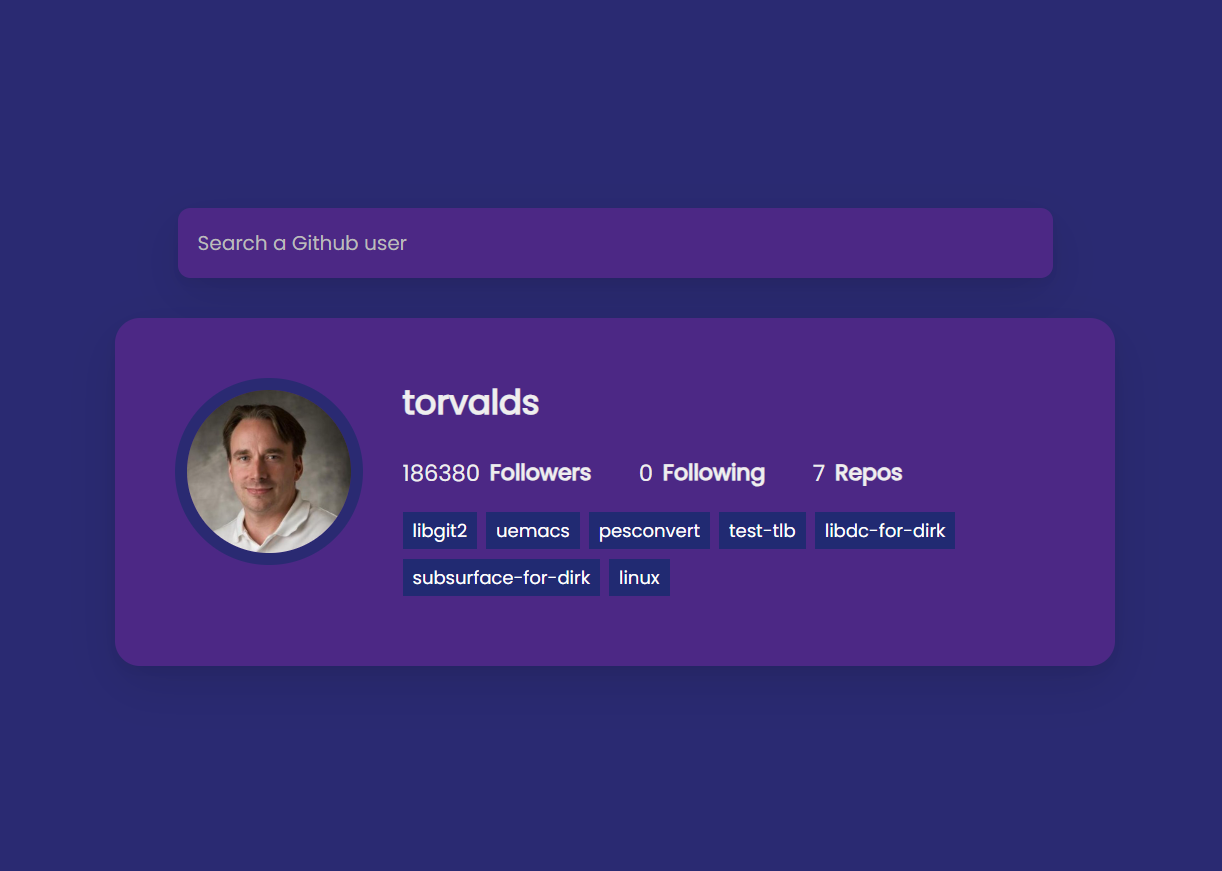 Search a Github user
torvalds
186380 Followers 0 Following 7 Repos
libgit2 uemacs pesconvert test-tlb libdc-for-dirk
subsurface-for-dirk linux